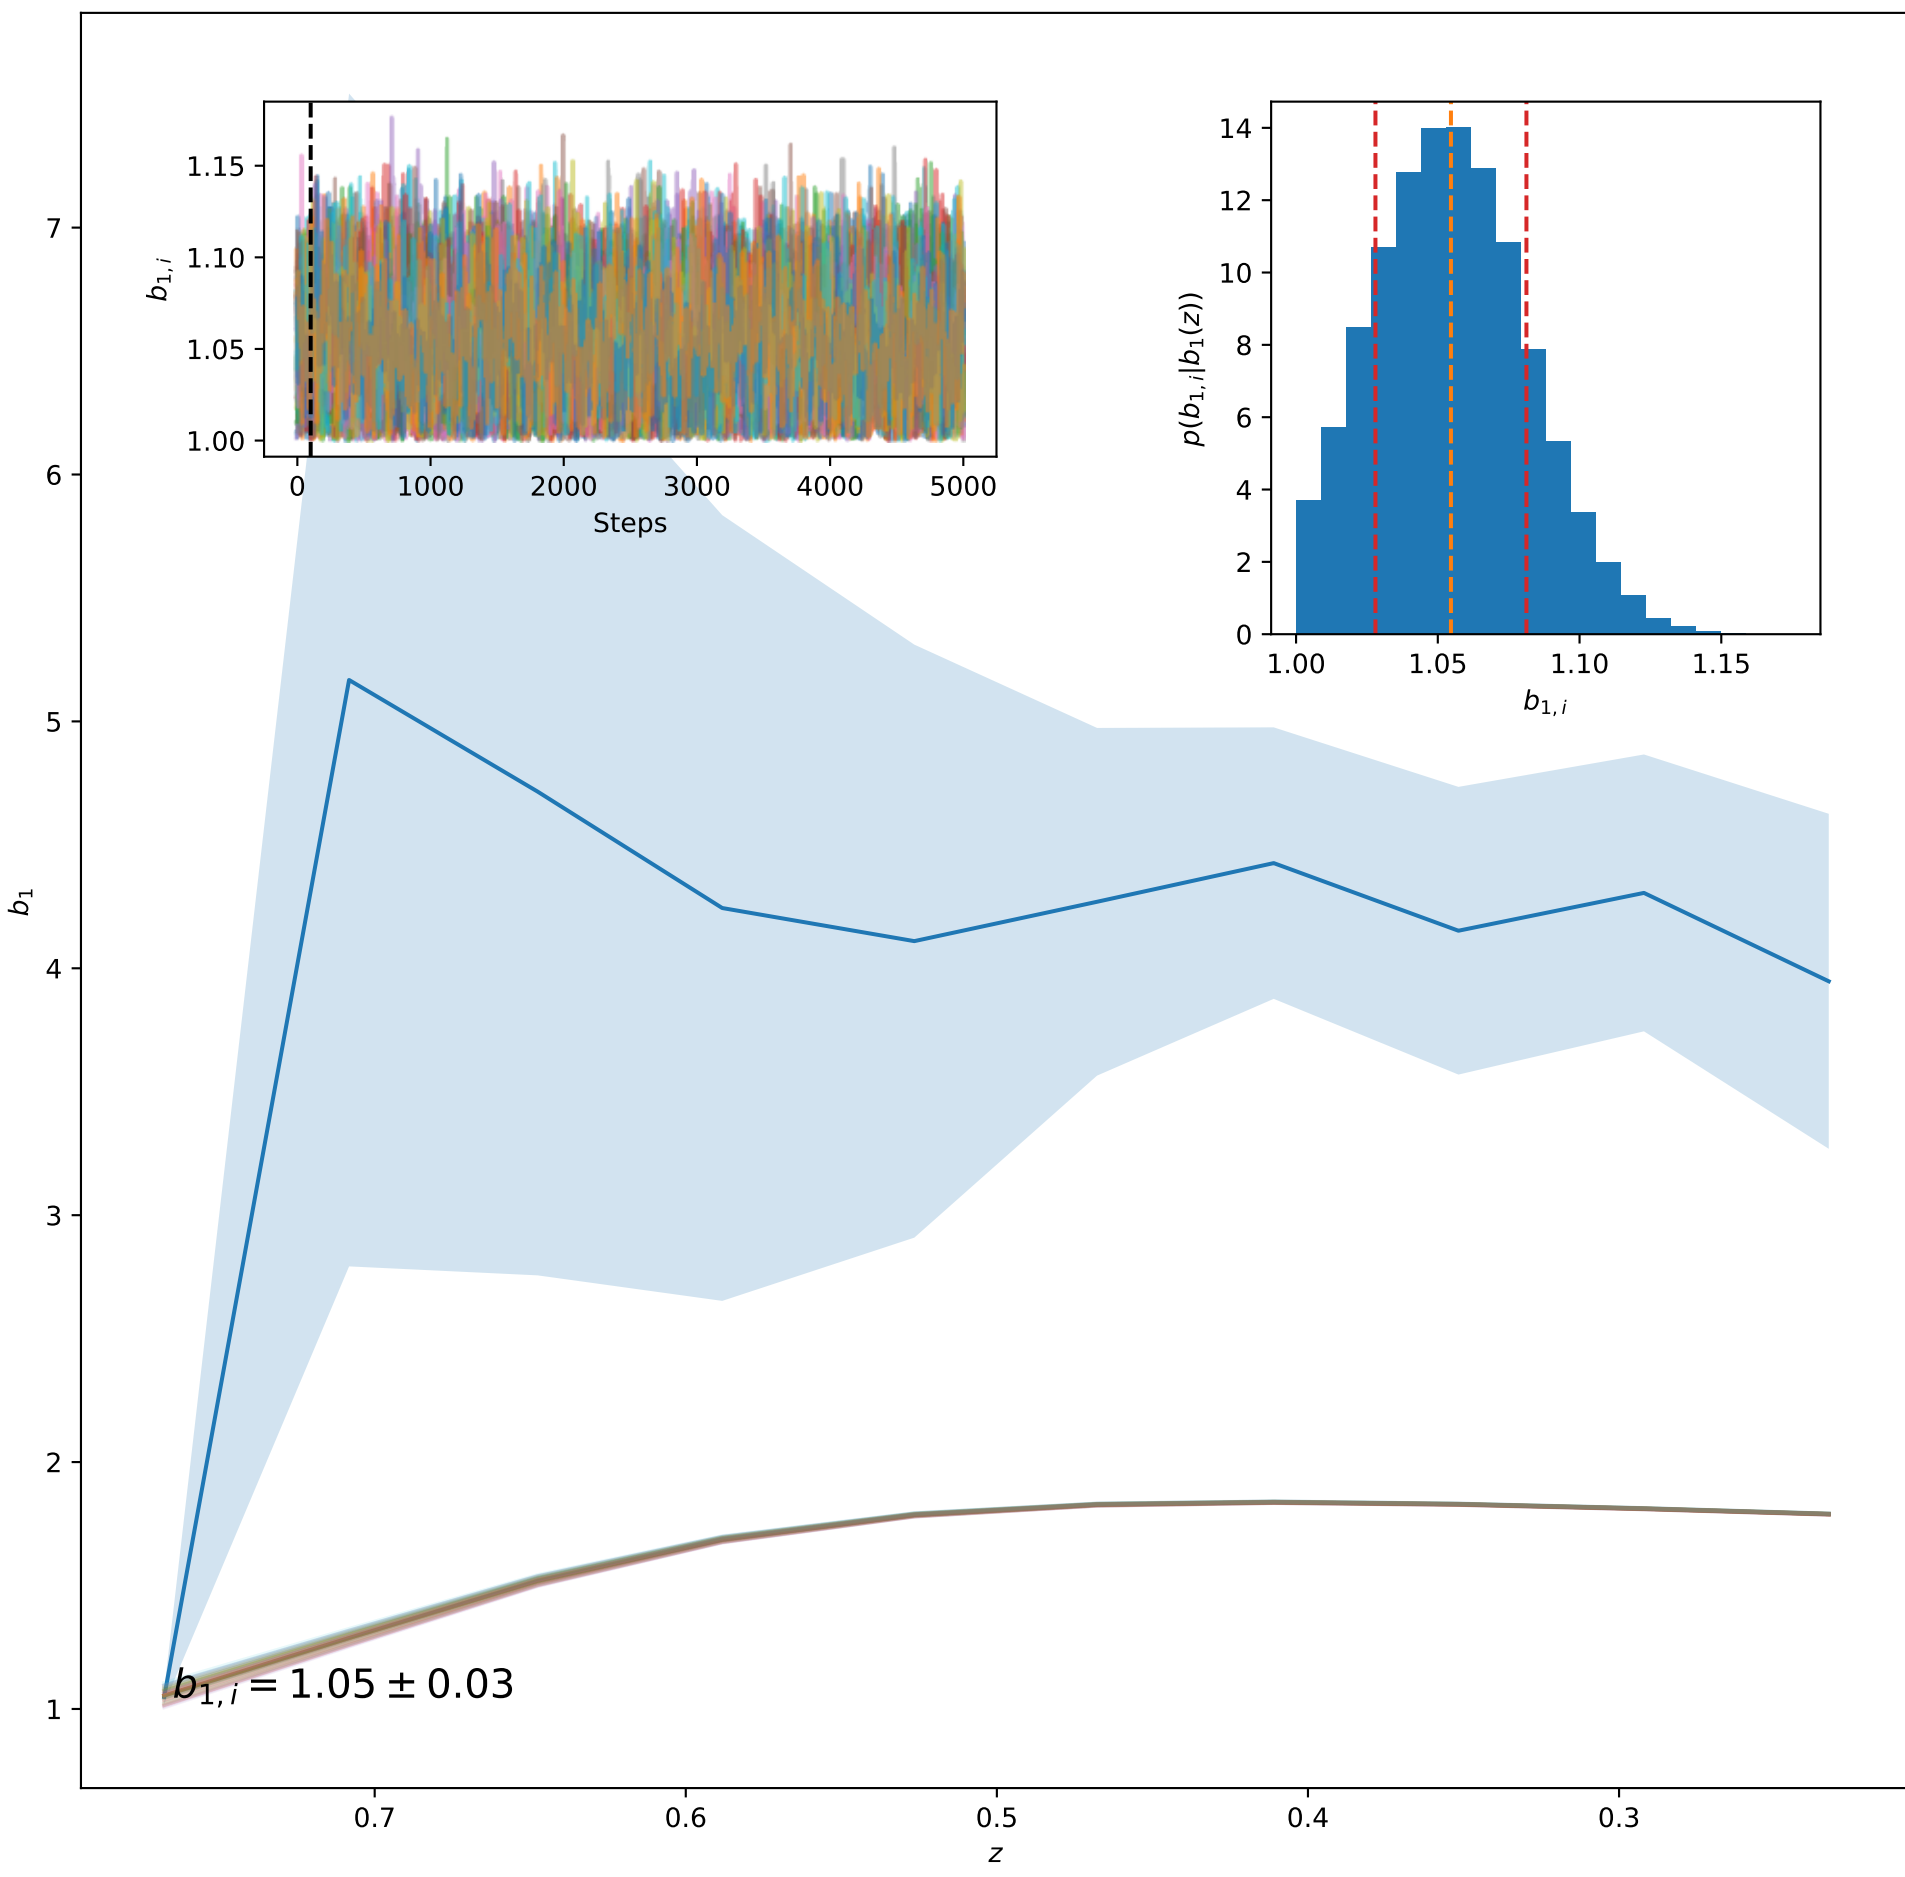 7
6
5
4
3
2
1
b₁
0.7 0.6 0.5 0.4 0.3
z
1.15
1.10
1.05
1.00
b₁,ᵢ
0 1000 2000 3000 4000 5000
Steps
14
12
10
8
6
4
2
0
p(b₁,ᵢ|b₁(z))
1.00 1.05 1.10 1.15
b₁,ᵢ
b₁,ᵢ = 1.05 ± 0.03